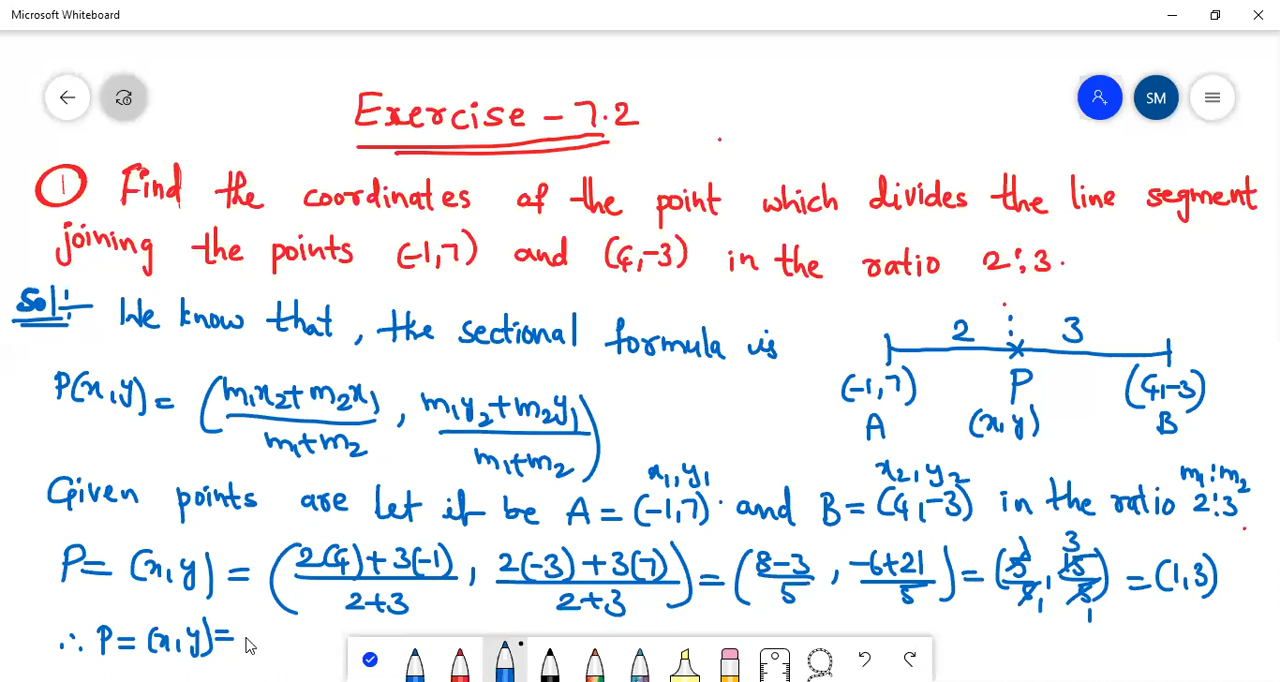 Microsoft Whiteboard
SM
Exercise - 7.2
① Find the coordinates of the point which divides the line segment
joining the points (-1,7) and (4,-3) in the ratio 2:3.
Sol:- We know that, the sectional formula is
P(x,y) = ((m₁x₂+m₂x₁)/(m₁+m₂), (m₁y₂+m₂y₁)/(m₁+m₂))
2 : 3
(-1,7) P (4,-3)
A (x,y) B
x₁,y₁ x₂,y₂ m₁:m₂
Given points are let it be A = (-1,7) and B = (4,-3) in the ratio 2:3
P = (x,y) = ((2(4)+3(-1))/(2+3), (2(-3)+3(7))/(2+3)) = ((8-3)/5, (-6+21)/5) = (5/5, 15/5) = (1,3)
∴ P = (x,y) =